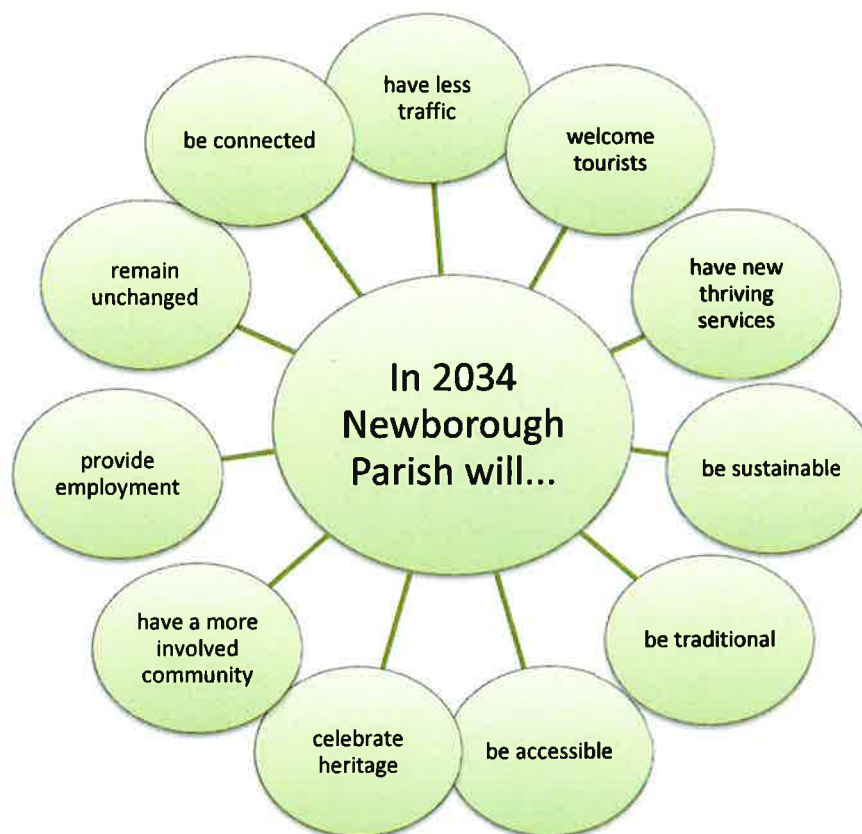 In 2034
Newborough
Parish will...
have less
traffic
welcome
tourists
have new
thriving
services
be sustainable
be traditional
be accessible
celebrate
heritage
have a more
involved
community
provide
employment
remain
unchanged
be connected